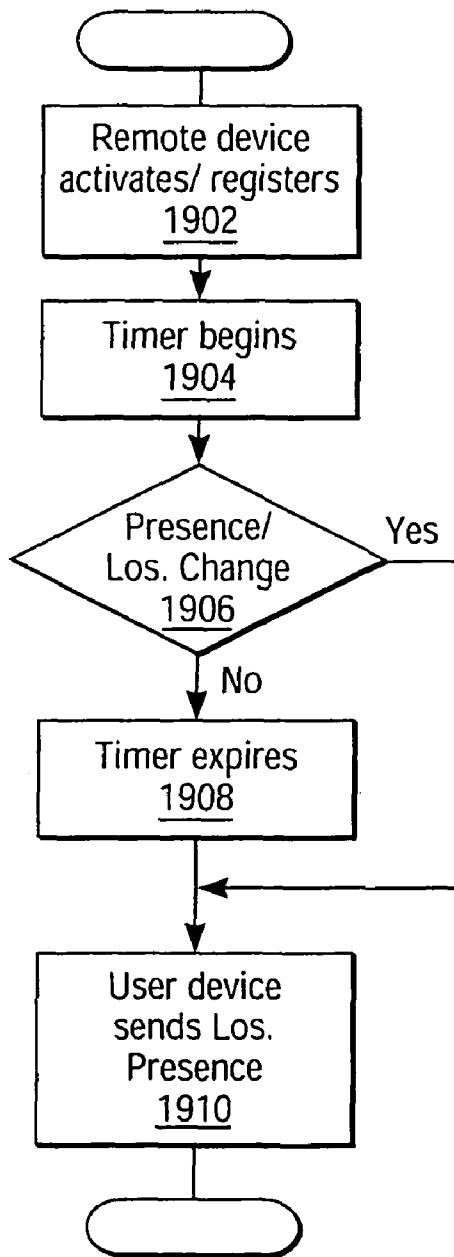 Remote device
activates/ registers
1902
Timer begins
1904
Presence/
Los. Change
1906
Yes
No
Timer expires
1908
User device
sends Los.
Presence
1910